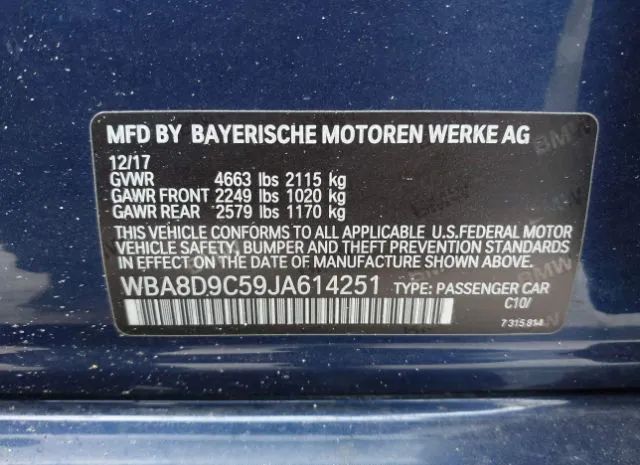 MFD BY BAYERISCHE MOTOREN WERKE AG
12/17
GVWR 4663 lbs 2115 kg
GAWR FRONT 2249 lbs 1020 kg
GAWR REAR 2579 lbs 1170 kg
THIS VEHICLE CONFORMS TO ALL APPLICABLE U.S.FEDERAL MOTOR
VEHICLE SAFETY, BUMPER AND THEFT PREVENTION STANDARDS
IN EFFECT ON THE DATE OF MANUFACTURE SHOWN ABOVE.
WBA8D9C59JA614251 TYPE: PASSENGER CAR
C10/
7315814
BMW
BMW